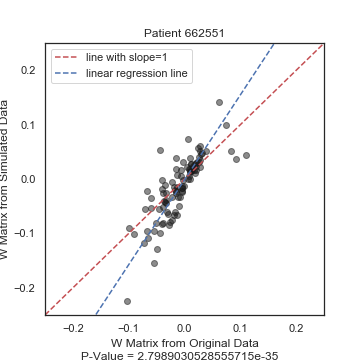 Patient 662551
line with slope=1
linear regression line
W Matrix from Simulated Data
0.2
0.1
0.0
−0.1
−0.2
−0.2
−0.1
0.0
0.1
0.2
W Matrix from Original Data
P-Value = 2.7989030528555715e-35